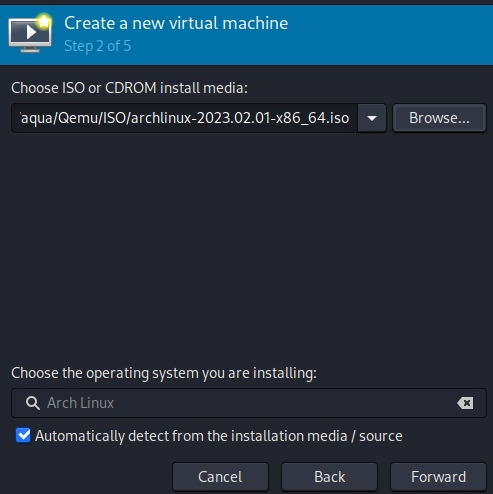 Create a new virtual machine
Step 2 of 5
Choose ISO or CDROM install media:
aqua/Qemu/ISO/archlinux-2023.02.01-x86_64.iso
Browse...
Choose the operating system you are installing:
Arch Linux
Automatically detect from the installation media / source
Cancel
Back
Forward